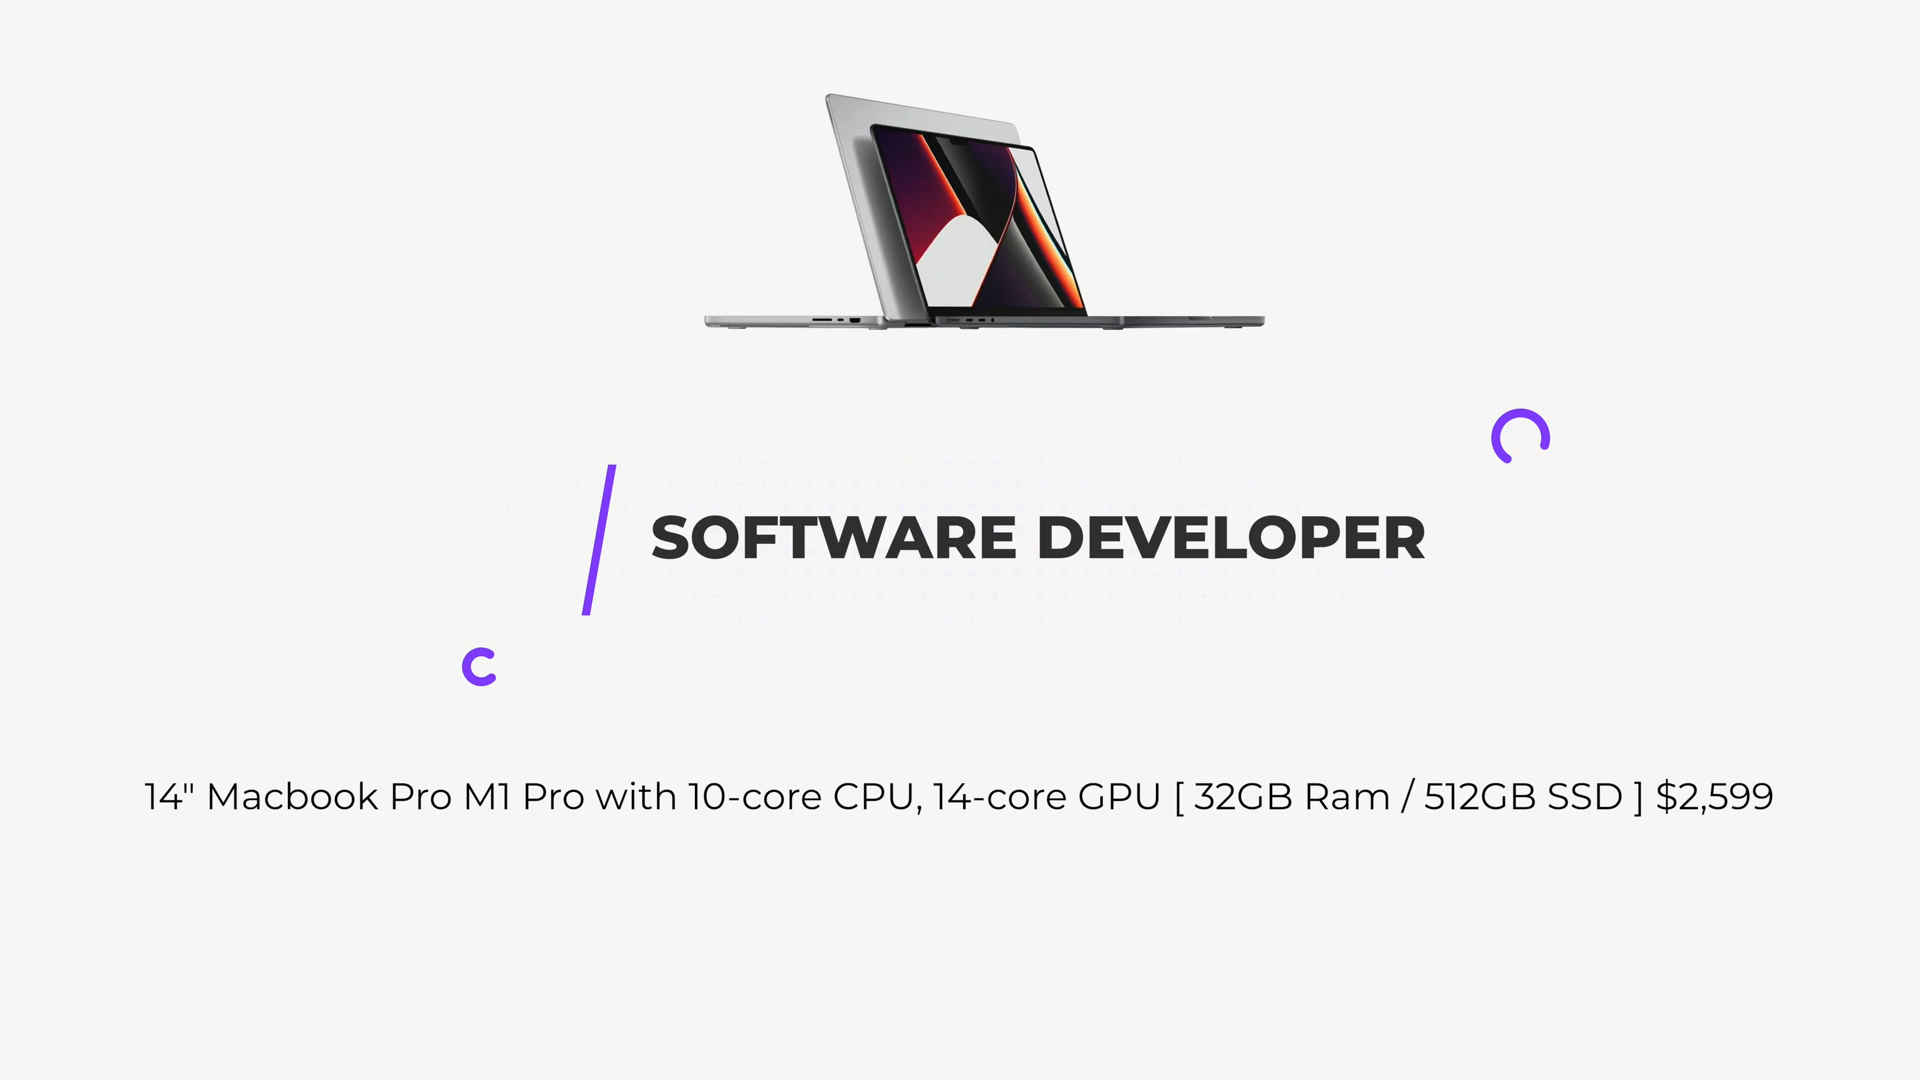 SOFTWARE DEVELOPER
14" Macbook Pro M1 Pro with 10-core CPU, 14-core GPU [ 32GB Ram / 512GB SSD ] $2,599